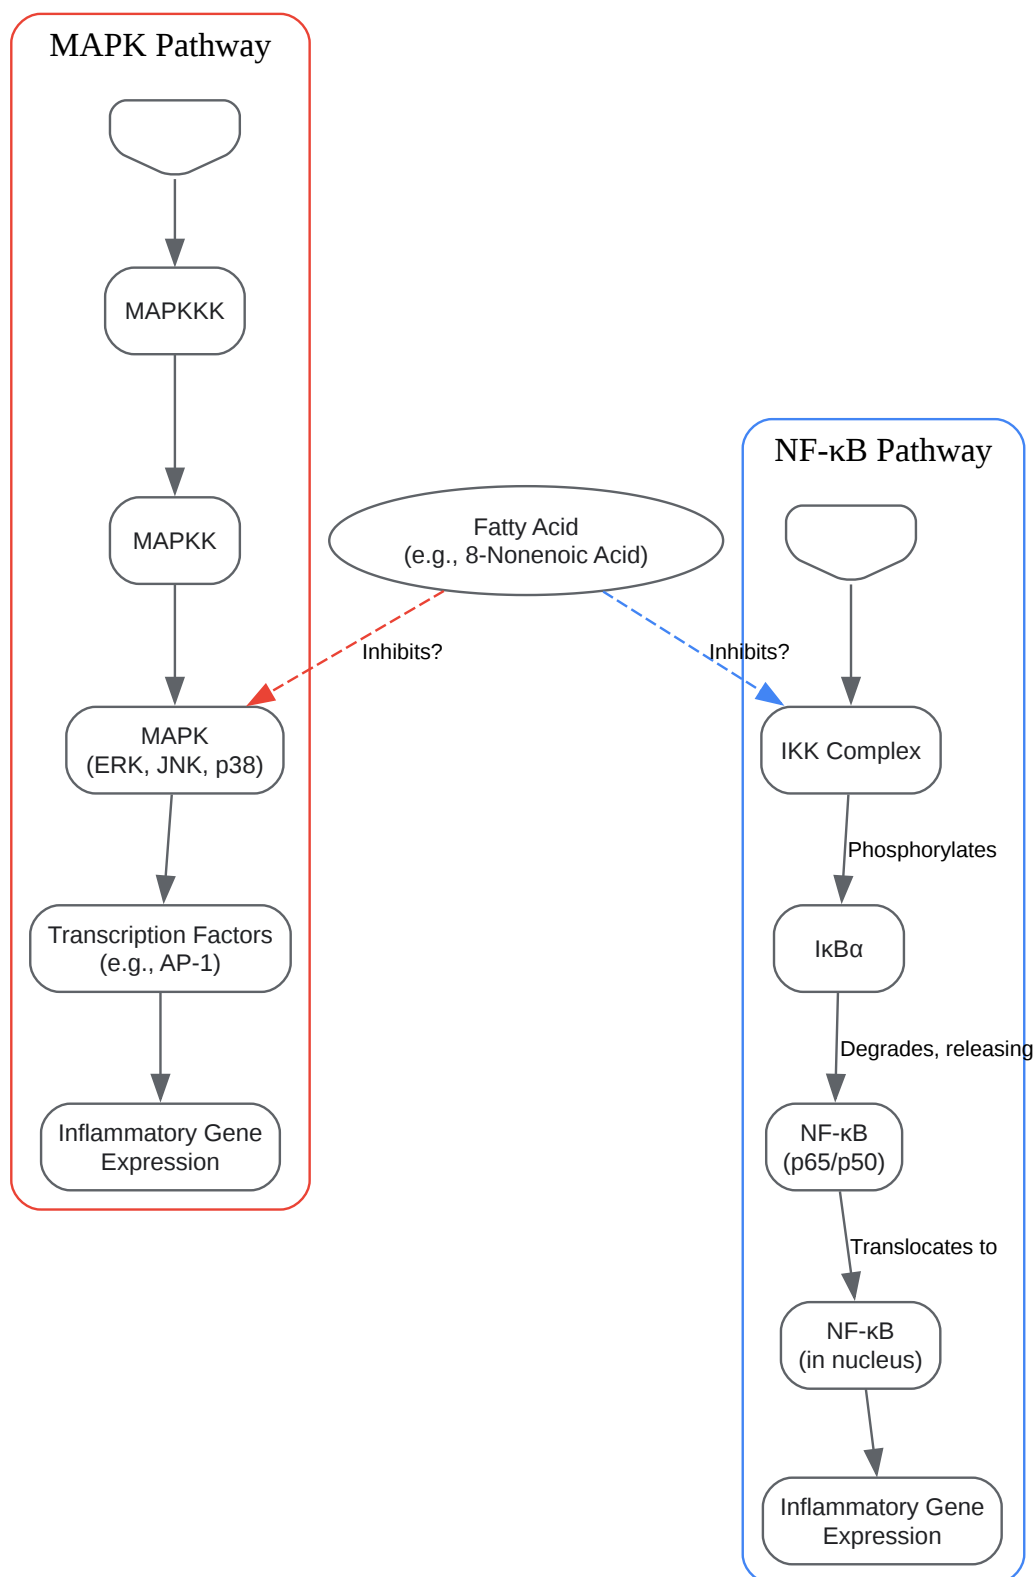 MAPK Pathway
MAPKKK
MAPKK
MAPK
(ERK, JNK, p38)
Transcription Factors
(e.g., AP-1)
Inflammatory Gene
Expression
Fatty Acid
(e.g., 8-Nonenoic Acid)
Inhibits?
Inhibits?
NF-κB Pathway
IKK Complex
Phosphorylates
IκBα
Degrades, releasing
NF-κB
(p65/p50)
Translocates to
NF-κB
(in nucleus)
Inflammatory Gene
Expression